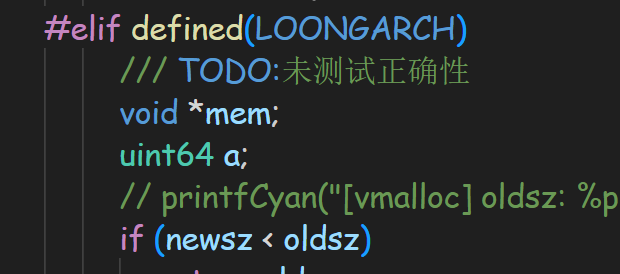 #elif defined(LOONGARCH)
/// TODO:未测试正确性
void *mem;
uint64 a;
// printfCyan("[vmalloc] oldsz: %p
if (newsz < oldsz)